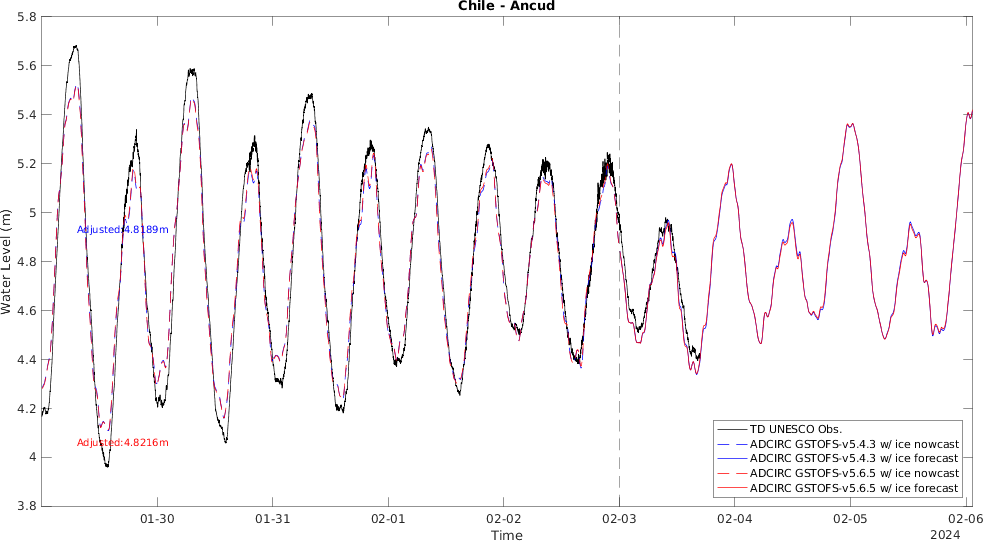 Chile - Ancud
5.8
5.6
5.4
5.2
5
4.8
4.6
4.4
4.2
4
3.8
Water Level (m)
Adjusted:4.8189m
Adjusted:4.8216m
TD UNESCO Obs.
ADCIRC GSTOFS-v5.4.3 w/ ice nowcast
ADCIRC GSTOFS-v5.4.3 w/ ice forecast
ADCIRC GSTOFS-v5.6.5 w/ ice nowcast
ADCIRC GSTOFS-v5.6.5 w/ ice forecast
01-30 01-31 02-01 02-02 02-03 02-04 02-05 02-06
Time
2024